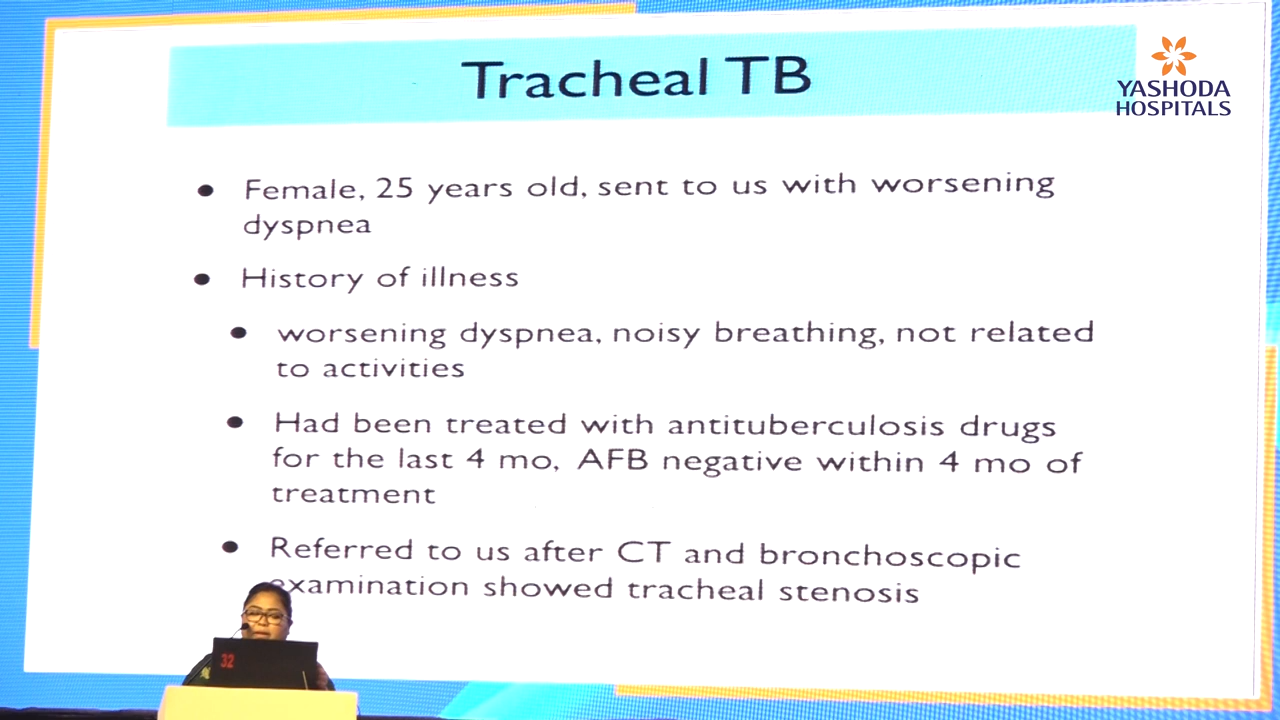 Tracheal TB
YASHODA
HOSPITALS
• Female, 25 years old, sent to us with worsening
dyspnea
• History of illness
• worsening dyspnea, noisy breathing, not related
to activities
• Had been treated with antituberculosis drugs
for the last 4 mo, AFB negative within 4 mo of
treatment
• Referred to us after CT and bronchoscopic
examination showed tracheal stenosis
32